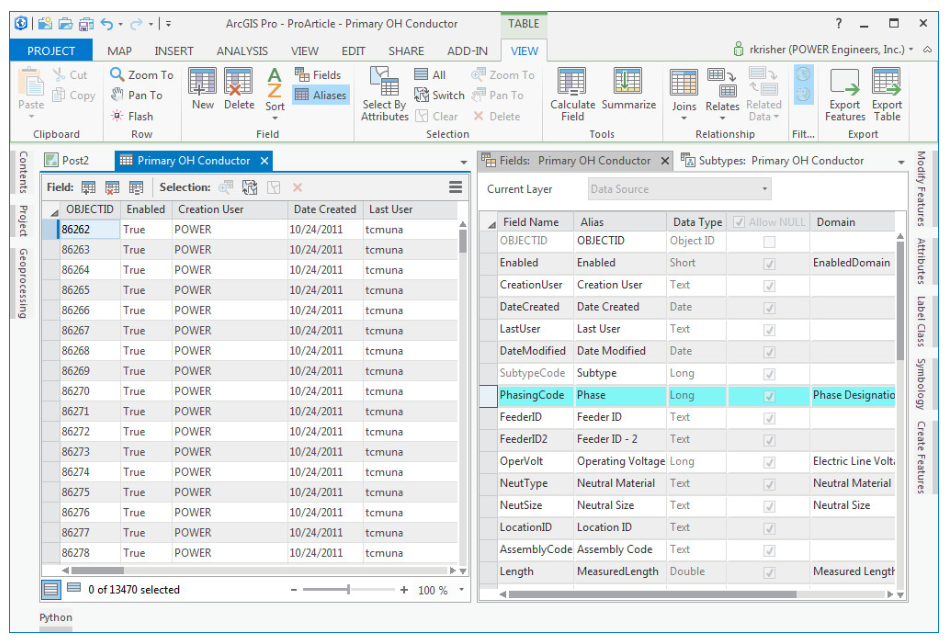 ArcGIS Pro - ProArticle - Primary OH Conductor
TABLE
?
PROJECT MAP INSERT ANALYSIS VIEW EDIT SHARE ADD-IN VIEW
rkrisher (POWER Engineers, Inc.)
Paste
Cut
Copy
Clipboard
Zoom To
Pan To
Flash
Row
New
Delete
Sort
Fields
Aliases
Field
Select By
Attributes
All
Switch
Clear
Zoom To
Pan To
Delete
Selection
Calculate
Field
Summarize
Tools
Joins
Relates
Related
Data
Relationship
Filt...
Export
Features
Export
Table
Export
Contents
Project
Geoprocessing
Post2
Primary OH Conductor
Field:
Selection:
OBJECTID Enabled Creation User Date Created Last User
86262 True POWER 10/24/2011 tcmuna
86263 True POWER 10/24/2011 tcmuna
86264 True POWER 10/24/2011 tcmuna
86265 True POWER 10/24/2011 tcmuna
86266 True POWER 10/24/2011 tcmuna
86267 True POWER 10/24/2011 tcmuna
86268 True POWER 10/24/2011 tcmuna
86269 True POWER 10/24/2011 tcmuna
86270 True POWER 10/24/2011 tcmuna
86271 True POWER 10/24/2011 tcmuna
86272 True POWER 10/24/2011 tcmuna
86273 True POWER 10/24/2011 tcmuna
86274 True POWER 10/24/2011 tcmuna
86275 True POWER 10/24/2011 tcmuna
86276 True POWER 10/24/2011 tcmuna
86277 True POWER 10/24/2011 tcmuna
86278 True POWER 10/24/2011 tcmuna
0 of 13470 selected
- + 100 %
Fields: Primary OH Conductor
Subtypes: Primary OH Conductor
Current Layer
Data Source
Field Name Alias Data Type Allow NULL Domain
OBJECTID OBJECTID Object ID
Enabled Enabled Short EnabledDomain
CreationUser Creation User Text
DateCreated Date Created Date
LastUser Last User Text
DateModified Date Modified Date
SubtypeCode Subtype Long
PhasingCode Phase Long Phase Designatio
FeederID Feeder ID Text
FeederID2 Feeder ID - 2 Text
OperVolt Operating Voltage Long Electric Line Volta
NeutType Neutral Material Text Neutral Material
NeutSize Neutral Size Text Neutral Size
LocationID Location ID Text
AssemblyCode Assembly Code Text
Length MeasuredLength Double Measured Length
Modify Features
Attributes
Label Class
Symbology
Create Features
Python